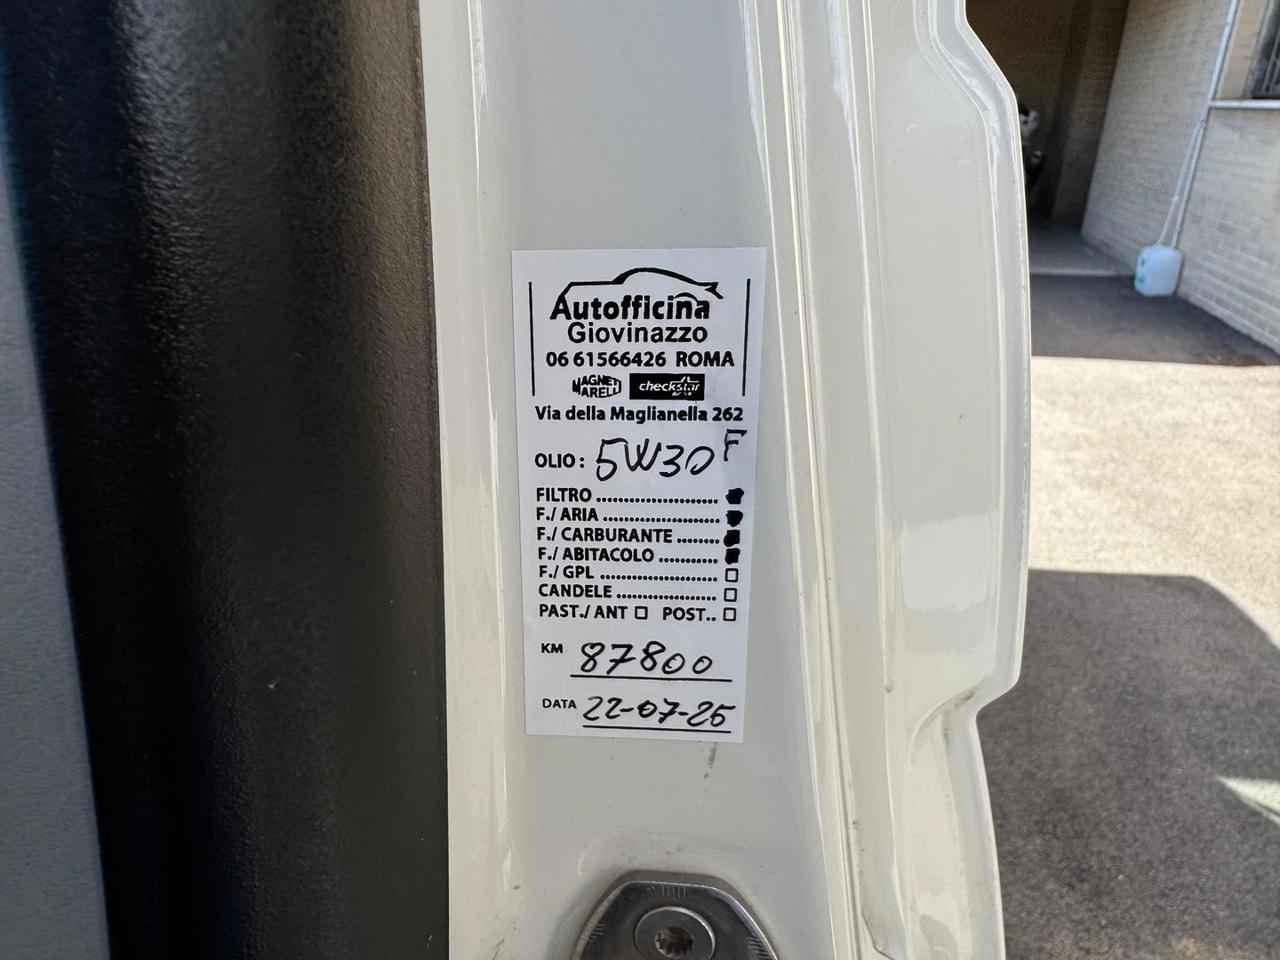 Autofficina
Giovinazzo
06 61566426 ROMA
MAGNETI MARELLI checkstar
Via della Maglianella 262
OLIO: 5W30 F
FILTRO ........................
F./ ARIA .......................
F./ CARBURANTE ........
F./ ABITACOLO ............
F./ GPL ........................ □
CANDELE ..................... □
PAST./ ANT □ POST.. □
KM 87800
DATA 22-07-25